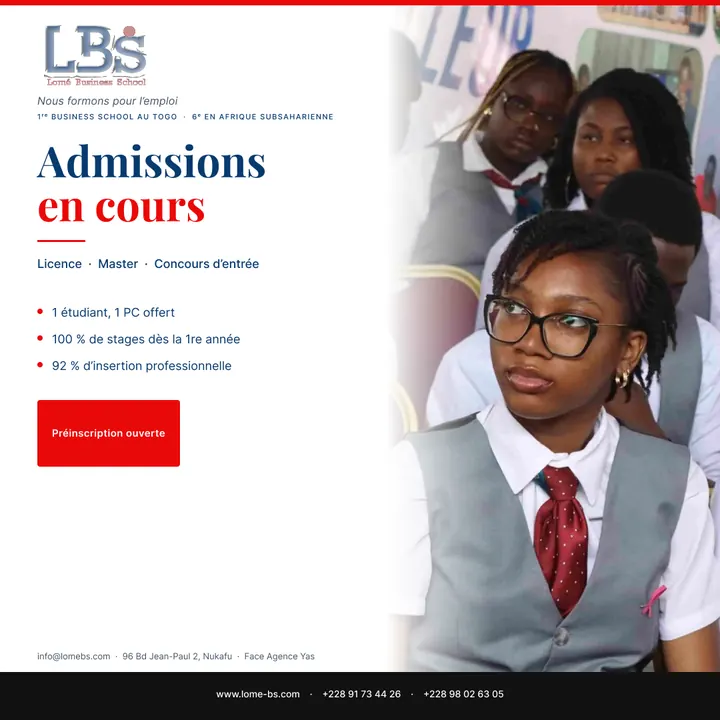 LBS
Lomé Business School
Nous formons pour l'emploi
1ʳᵉ BUSINESS SCHOOL AU TOGO · 6ᵉ EN AFRIQUE SUBSAHARIENNE
Admissions
en cours
Licence · Master · Concours d'entrée
1 étudiant, 1 PC offert
100 % de stages dès la 1re année
92 % d'insertion professionnelle
Préinscription ouverte
info@lomebs.com · 96 Bd Jean-Paul 2, Nukafu · Face Agence Yas
www.lome-bs.com · +228 91 73 44 26 · +228 98 02 63 05